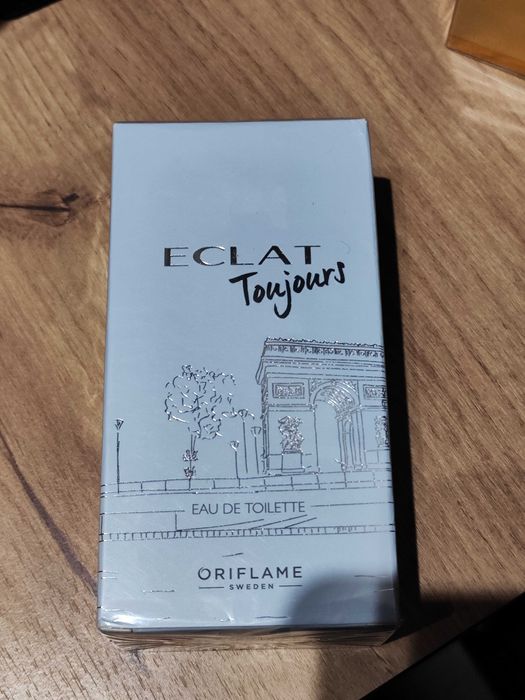 ECLAT
Toujours
EAU DE TOILETTE
ORIFLAME
SWEDEN